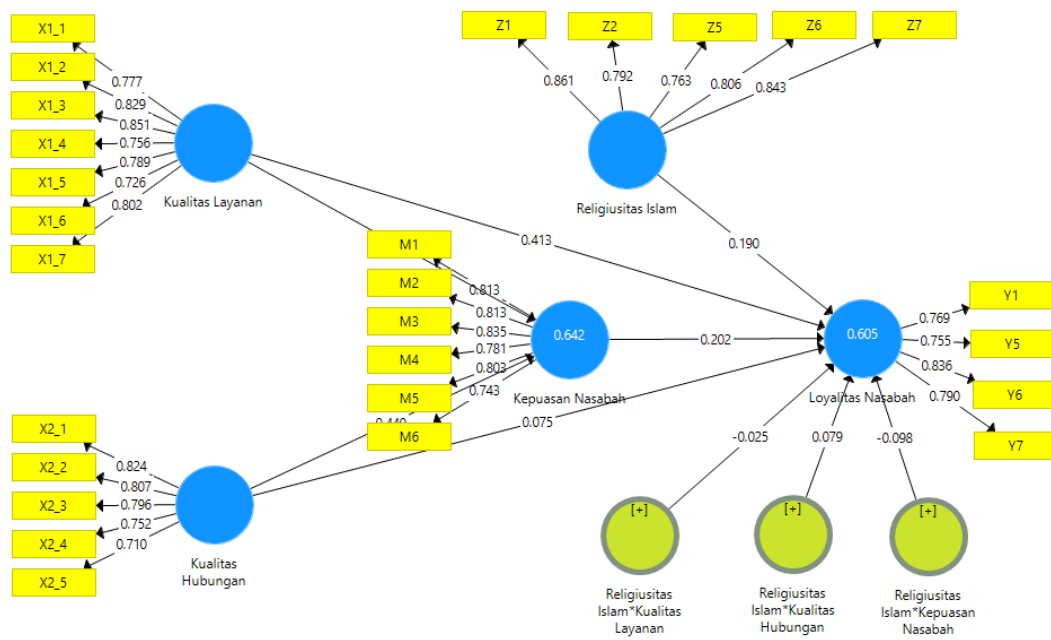 X1_1
X1_2
X1_3
X1_4
X1_5
X1_6
X1_7
0.777
0.829
0.851
0.756
0.789
0.726
0.802
Kualitas Layanan
Z1
Z2
Z5
Z6
Z7
0.861
0.792
0.763
0.806
0.843
Religiusitas Islam
0.413
0.190
M1
M2
M3
M4
M5
M6
0.813
0.813
0.835
0.781
0.803
0.743
0.642
Kepuasan Nasabah
0.202
0.605
Loyalitas Nasabah
Y1
Y5
Y6
Y7
0.769
0.755
0.836
0.790
0.075
X2_1
X2_2
X2_3
X2_4
X2_5
0.824
0.807
0.796
0.752
0.710
Kualitas
Hubungan
-0.025
0.079
-0.098
[+]
[+]
[+]
Religiusitas
Islam*Kualitas
Layanan
Religiusitas
Islam*Kualitas
Hubungan
Religiusitas
Islam*Kepuasan
Nasabah